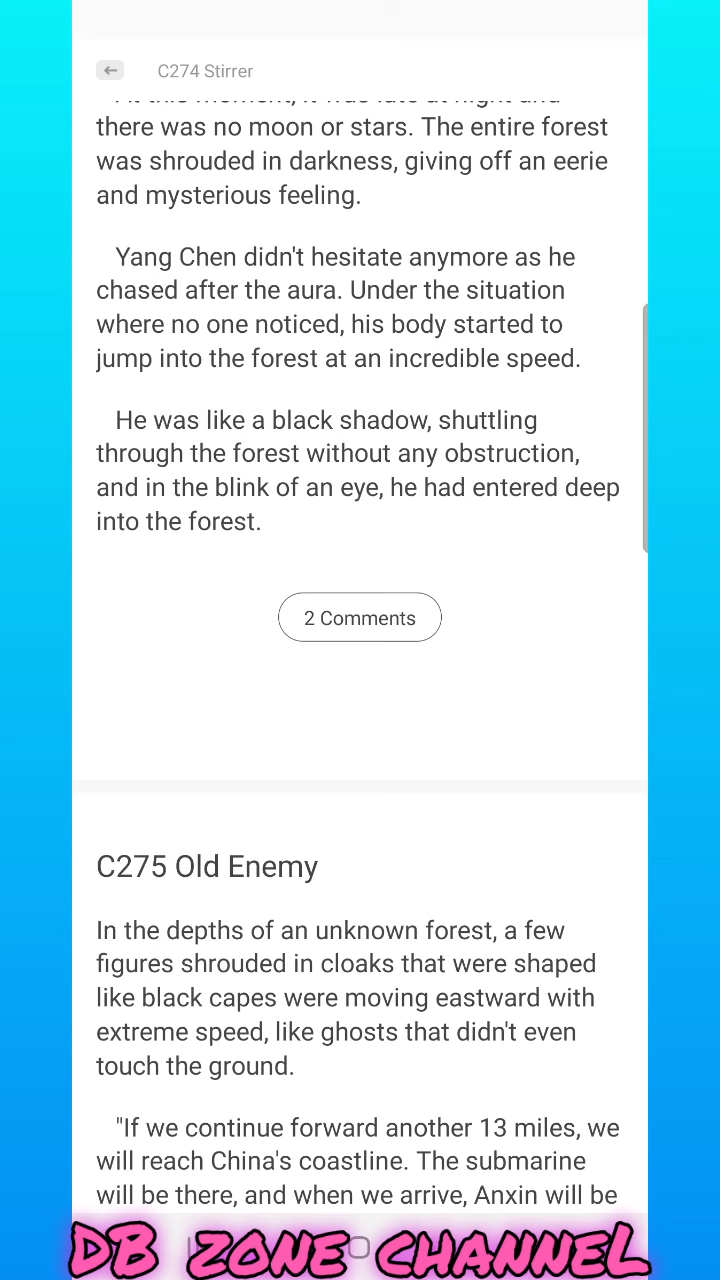 C274 Stirrer
there was no moon or stars. The entire forest
was shrouded in darkness, giving off an eerie
and mysterious feeling.
Yang Chen didn't hesitate anymore as he
chased after the aura. Under the situation
where no one noticed, his body started to
jump into the forest at an incredible speed.
He was like a black shadow, shuttling
through the forest without any obstruction,
and in the blink of an eye, he had entered deep
into the forest.
2 Comments
C275 Old Enemy
In the depths of an unknown forest, a few
figures shrouded in cloaks that were shaped
like black capes were moving eastward with
extreme speed, like ghosts that didn't even
touch the ground.
"If we continue forward another 13 miles, we
will reach China's coastline. The submarine
will be there, and when we arrive, Anxin will be
DB ZONE CHANNEL